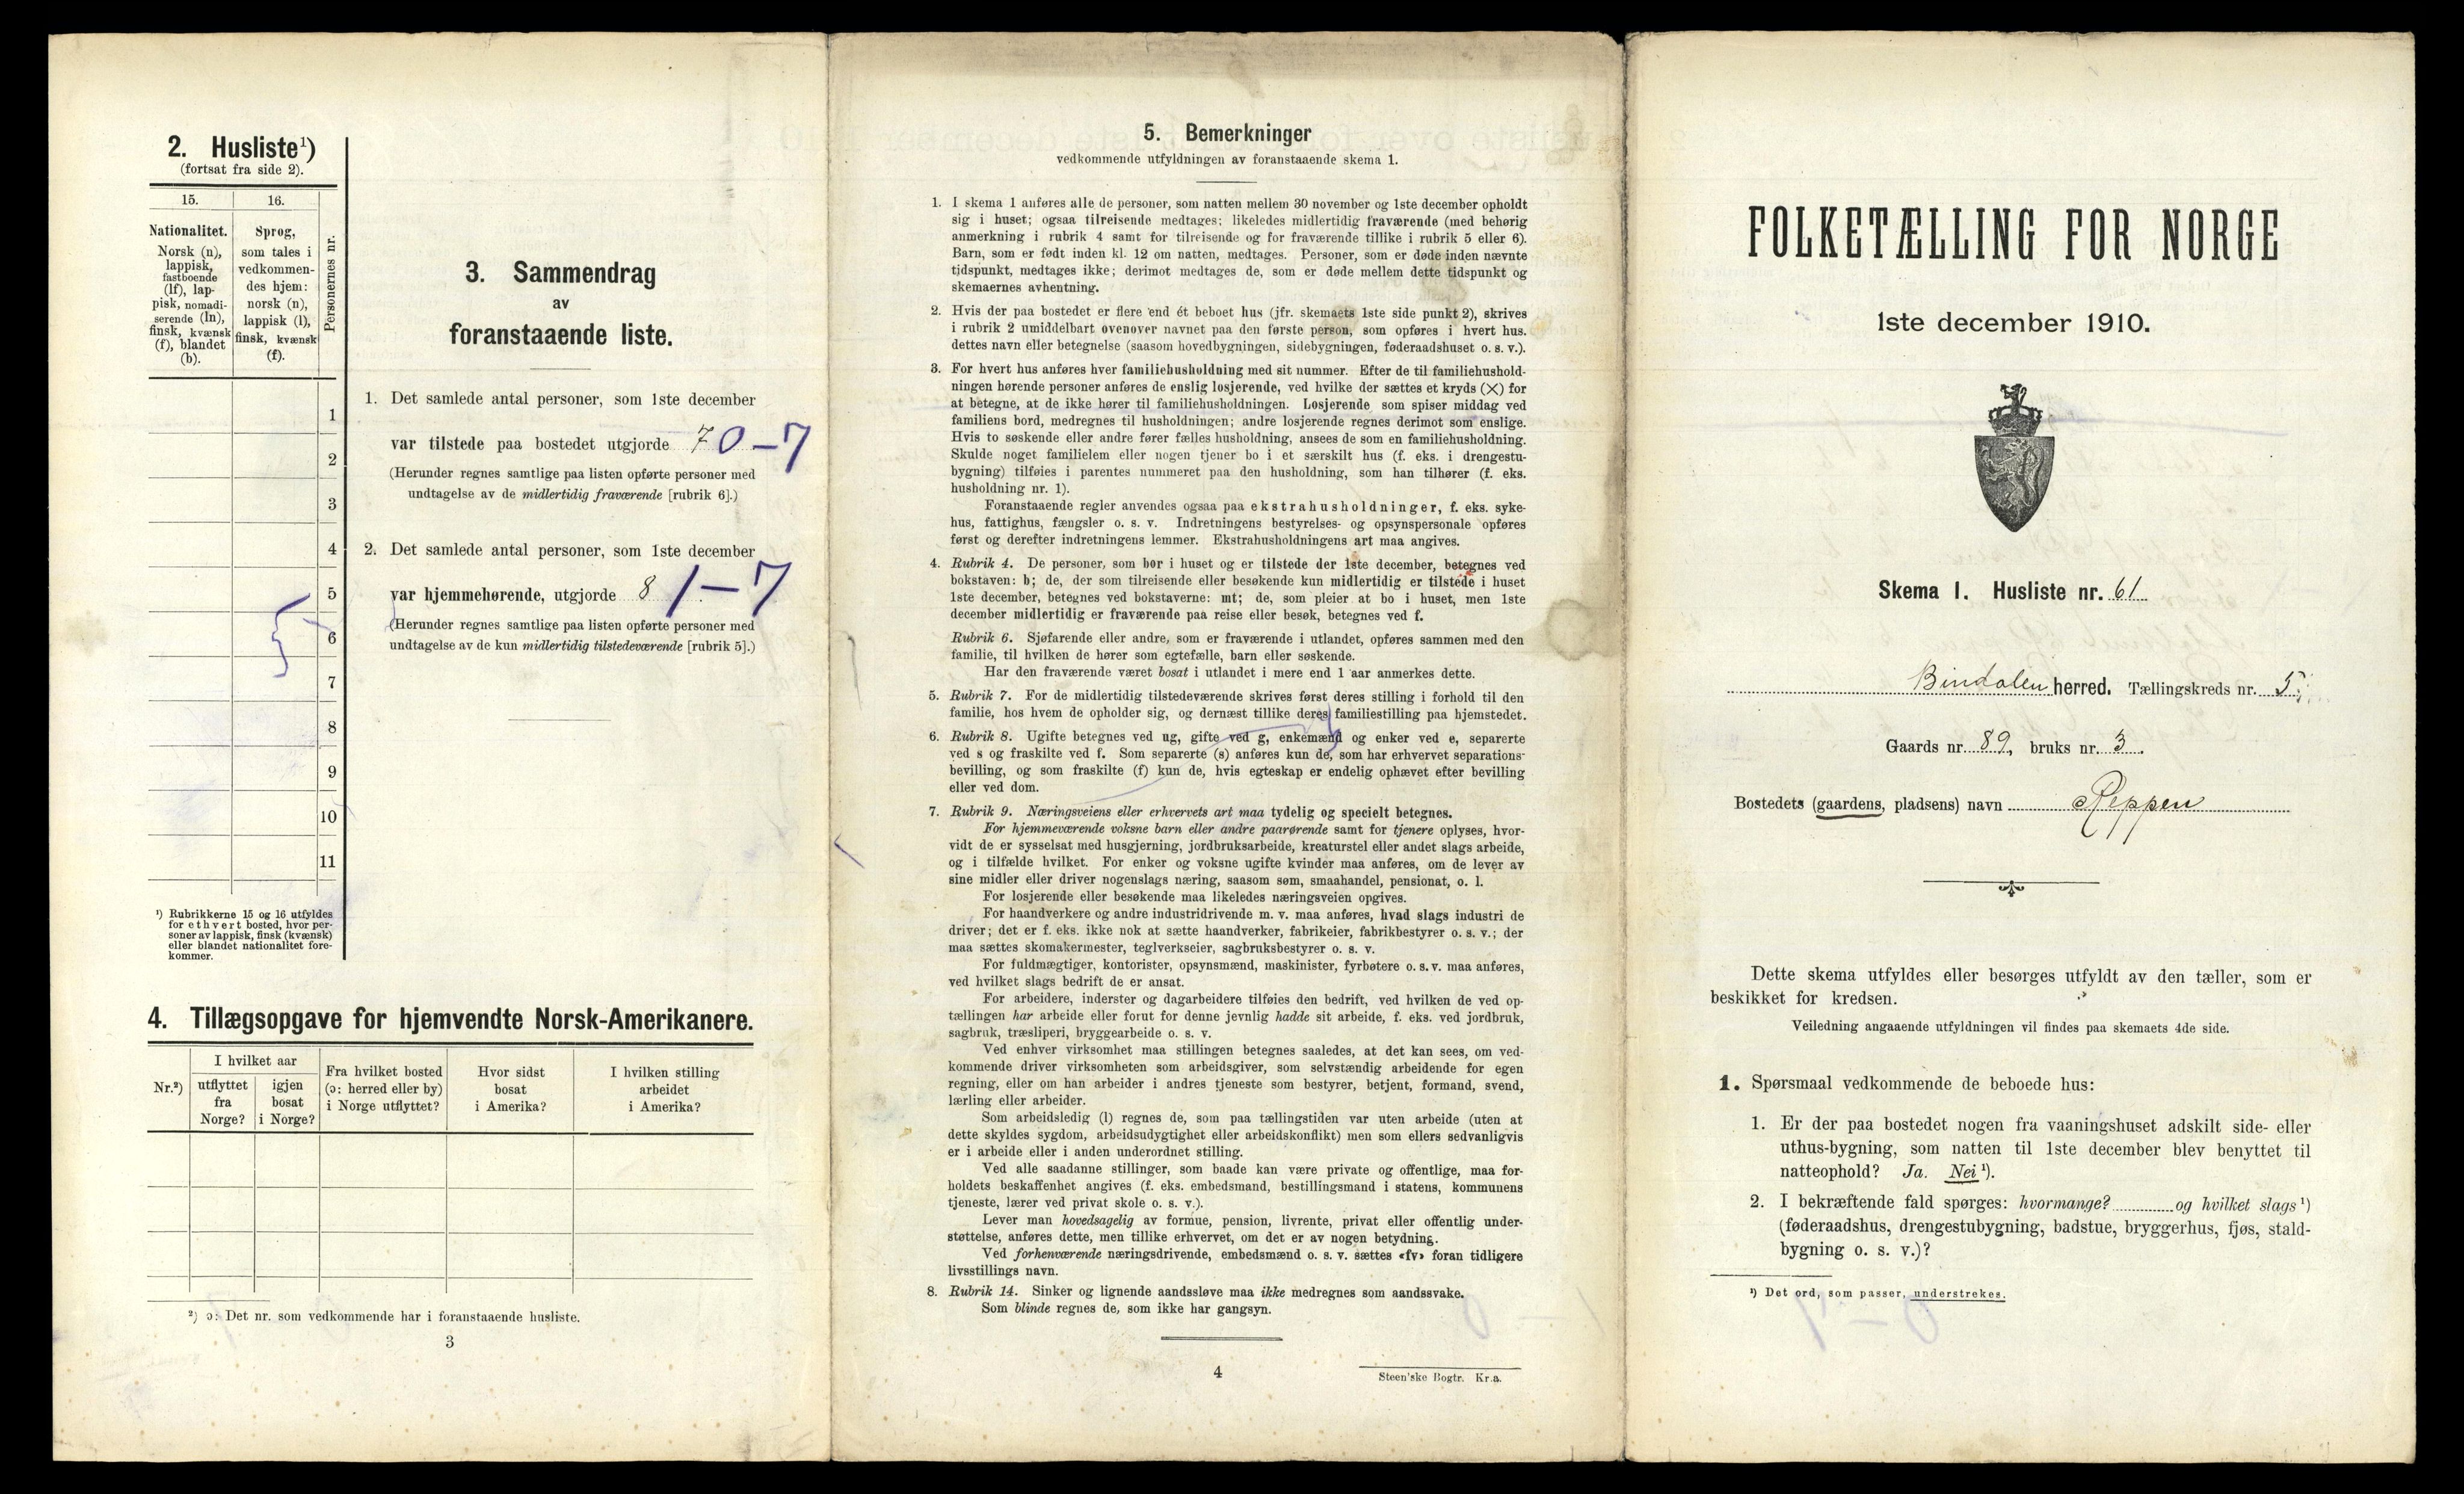 2. Husliste¹)
(fortsat fra side 2).
15.
16.
Personernes nr.
Nationalitet.
Norsk (n),
lappisk,
fastboende
(lf), lap-
pisk, nomadi-
serende (ln),
finsk, kvænsk
(f), blandet
(b).
Sprog,
som tales i
vedkommen-
des hjem:
norsk (n),
lappisk (l),
finsk, kvænsk
(f).
1
2
3
4
5
6
7
8
9
10
11
¹) Rubrikkerne 15 og 16 utfyldes
for ethvert bosted, hvor per-
soner av lappisk, finsk (kvænsk)
eller blandet nationalitet fore-
kommer.
3. Sammendrag
av
foranstaaende liste.
1. Det samlede antal personer, som 1ste december
var tilstede paa bostedet utgjorde 7 0-7
(Herunder regnes samtlige paa listen opførte personer med
undtagelse av de midlertidig fraværende [rubrik 6].)
2. Det samlede antal personer, som 1ste december
var hjemmehørende, utgjorde 8 1-7
(Herunder regnes samtlige paa listen opførte personer med
undtagelse av de kun midlertidig tilstedeværende [rubrik 5].)
4. Tillægsopgave for hjemvendte Norsk-Amerikanere.
Nr.²)
I hvilket aar
utflyttet
fra
Norge?
igjen
bosat
i Norge?
Fra hvilket bosted
(ɔ: herred eller by)
i Norge utflyttet?
Hvor sidst
bosat
i Amerika?
I hvilken stilling
arbeidet
i Amerika?
²) ɔ: Det nr. som vedkommende har i foranstaaende husliste.
3
5. Bemerkninger
vedkommende utfyldningen av foranstaaende skema 1.
1. I skema 1 anføres alle de personer, som natten mellem 30 november og 1ste december opholdt
sig i huset; ogsaa tilreisende medtages; likeledes midlertidig fraværende (med behørig
anmerkning i rubrik 4 samt for tilreisende og for fraværende tillike i rubrik 5 eller 6).
Barn, som er født inden kl. 12 om natten, medtages. Personer, som er døde inden nævnte
tidspunkt, medtages ikke; derimot medtages de, som er døde mellem dette tidspunkt og
skemaernes avhentning.
2. Hvis der paa bostedet er flere end ét beboet hus (jfr. skemaets 1ste side punkt 2), skrives
i rubrik 2 umiddelbart ovenover navnet paa den første person, som opføres i hvert hus.
dettes navn eller betegnelse (saasom hovedbygningen, sidebygningen, føderaadshuset o. s. v.).
3. For hvert hus anføres hver familiehusholdning med sit nummer. Efter de til familiehushold-
ningen hørende personer anføres de enslig losjerende, ved hvilke der sættes et kryds (×) for
at betegne, at de ikke hører til familiehusholdningen. Losjerende som spiser middag ved
familiens bord, medregnes til husholdningen; andre losjerende regnes derimot som enslige.
Hvis to søskende eller andre fører fælles husholdning, ansees de som en familiehusholdning.
Skulde noget familielem eller nogen tjener bo i et særskilt hus (f. eks. i drengestu-
bygning) tilføies i parentes nummeret paa den husholdning, som han tilhører (f. eks.
husholdning nr. 1).
Foranstaaende regler anvendes ogsaa paa ekstrahusholdninger, f. eks. syke-
hus, fattighus, fængsler o. s. v. Indretningens bestyrelses- og opsynspersonale opføres
først og derefter indretningens lemmer. Ekstrahusholdningens art maa angives.
4. Rubrik 4. De personer, som bor i huset og er tilstede der 1ste december, betegnes ved
bokstaven: b; de, der som tilreisende eller besøkende kun midlertidig er tilstede i huset
1ste december, betegnes ved bokstaverne: mt; de, som pleier at bo i huset, men 1ste
december midlertidig er fraværende paa reise eller besøk, betegnes ved f.
Rubrik 6. Sjøfarende eller andre, som er fraværende i utlandet, opføres sammen med den
familie, til hvilken de hører som egtefælle, barn eller søskende.
Har den fraværende været bosat i utlandet i mere end 1 aar anmerkes dette.
5. Rubrik 7. For de midlertidig tilstedeværende skrives først deres stilling i forhold til den
familie, hos hvem de opholder sig, og dernæst tillike deres familiestilling paa hjemstedet.
6. Rubrik 8. Ugifte betegnes ved ug, gifte ved g, enkemænd og enker ved e, separerte
ved s og fraskilte ved f. Som separerte (s) anføres kun de, som har erhvervet separations-
bevilling, og som fraskilte (f) kun de, hvis egteskap er endelig ophævet efter bevilling
eller ved dom.
7. Rubrik 9. Næringsveiens eller erhvervets art maa tydelig og specielt betegnes.
For hjemmeværende voksne barn eller andre paarørende samt for tjenere oplyses, hvor-
vidt de er sysselsat med husgjerning, jordbruksarbeide, kreaturstel eller andet slags arbeide,
og i tilfælde hvilket. For enker og voksne ugifte kvinder maa anføres, om de lever av
sine midler eller driver nogenslags næring, saasom søm, smaahandel, pensionat, o. l.
For losjerende eller besøkende maa likeledes næringsveien opgives.
For haandverkere og andre industridrivende m. v. maa anføres, hvad slags industri de
driver; det er f. eks. ikke nok at sætte haandverker, fabrikeier, fabrikbestyrer o. s. v.; der
maa sættes skomakermester, teglverkseier, sagbruksbestyrer o. s. v.
For fuldmægtiger, kontorister, opsynsmænd, maskinister, fyrbøtere o. s. v. maa anføres,
ved hvilket slags bedrift de er ansat.
For arbeidere, inderster og dagarbeidere tilføies den bedrift, ved hvilken de ved op-
tællingen har arbeide eller forut for denne jevnlig hadde sit arbeide, f. eks. ved jordbruk,
sagbruk, træsliperi, bryggearbeide o. s. v.
Ved enhver virksomhet maa stillingen betegnes saaledes, at det kan sees, om ved-
kommende driver virksomheten som arbeidsgiver, som selvstændig arbeidende for egen
regning, eller om han arbeider i andres tjeneste som bestyrer, betjent, formand, svend,
lærling eller arbeider.
Som arbeidsledig (l) regnes de, som paa tællingstiden var uten arbeide (uten at
dette skyldes sygdom, arbeidsudygtighet eller arbeidskonflikt) men som ellers sedvanligvis
er i arbeide eller i anden underordnet stilling.
Ved alle saadanne stillinger, som baade kan være private og offentlige, maa for-
holdets beskaffenhet angives (f. eks. embedsmand, bestillingsmand i statens, kommunens
tjeneste, lærer ved privat skole o. s. v.).
Lever man hovedsagelig av formue, pension, livrente, privat eller offentlig under-
støttelse, anføres dette, men tillike erhvervet, om det er av nogen betydning.
Ved forhenværende næringsdrivende, embedsmænd o. s. v. sættes «fv» foran tidligere
livsstillings navn.
8. Rubrik 14. Sinker og lignende aandssløve maa ikke medregnes som aandssvake.
Som blinde regnes de, som ikke har gangsyn.
4
Steen'ske Bogtr. Kr.a.
FOLKETÆLLING FOR NORGE
1ste december 1910.
Skema I. Husliste nr. 61
Bindalen herred. Tællingskreds nr. 5.
Gaards nr. 89, bruks nr. 3.
Bostedets (gaardens, pladsens) navn Reppen
Dette skema utfyldes eller besørges utfyldt av den tæller, som er
beskikket for kredsen.
Veiledning angaaende utfyldningen vil findes paa skemaets 4de side.
1. Spørsmaal vedkommende de beboede hus:
1. Er der paa bostedet nogen fra vaaningshuset adskilt side- eller
uthus-bygning, som natten til 1ste december blev benyttet til
natteophold? Ja. Nei¹).
2. I bekræftende fald spørges: hvormange? og hvilket slags¹)
(føderaadshus, drengestubygning, badstue, bryggerhus, fjøs, stald-
bygning o. s. v.)?
¹) Det ord, som passer, understrekes.